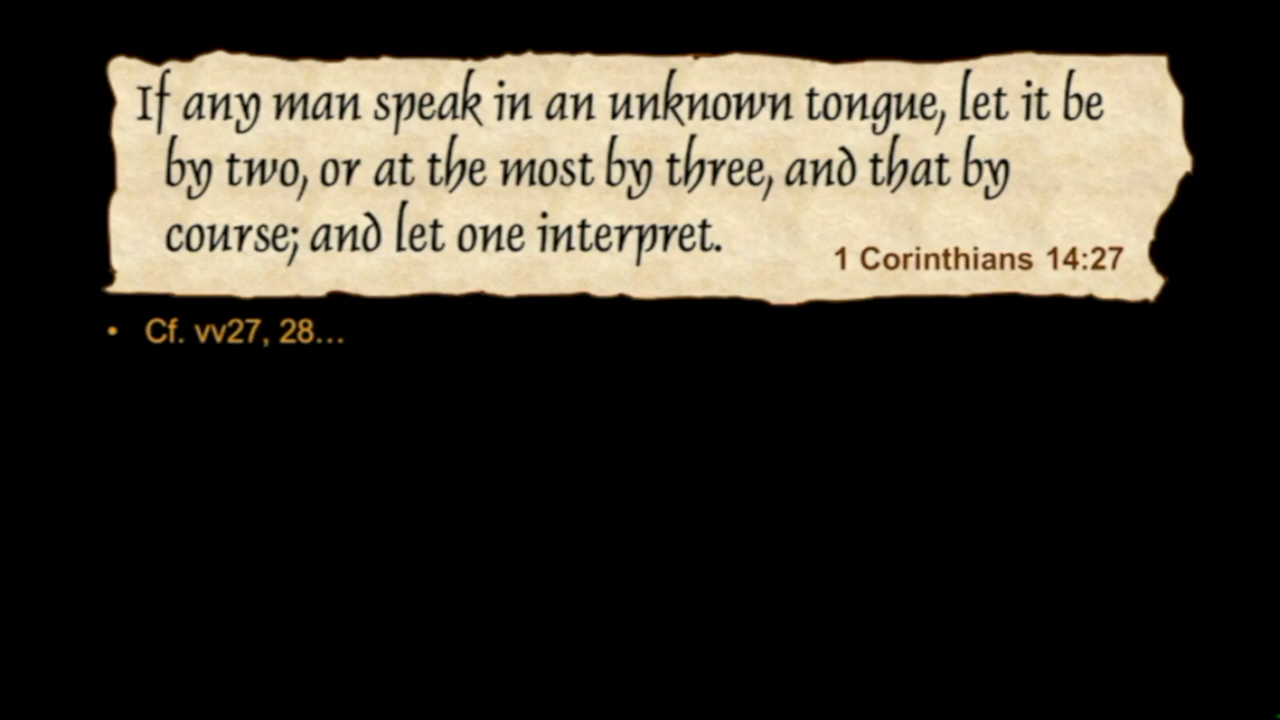 If any man speak in an unknown tongue, let it be
by two, or at the most by three, and that by
course; and let one interpret.
1 Corinthians 14:27
• Cf. vv27, 28...